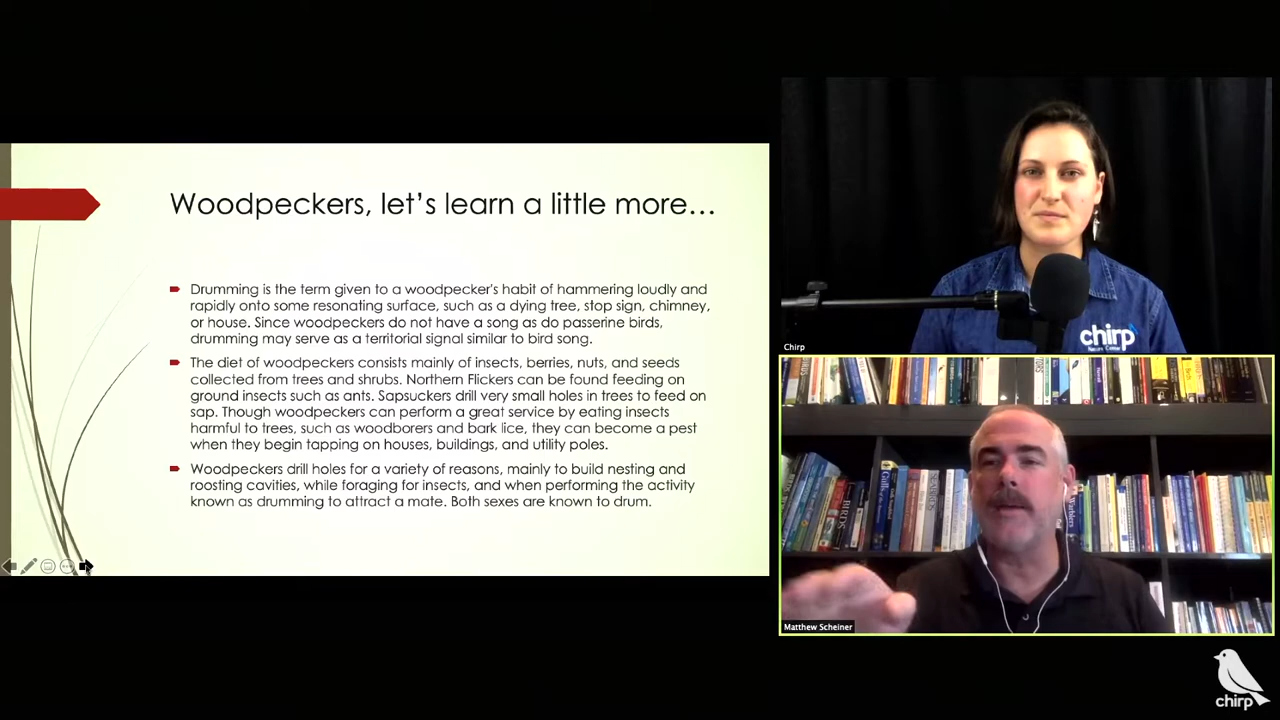 Woodpeckers, let's learn a little more...
Drumming is the term given to a woodpecker's habit of hammering loudly and
rapidly onto some resonating surface, such as a dying tree, stop sign, chimney,
or house. Since woodpeckers do not have a song as do passerine birds,
drumming may serve as a territorial signal similar to bird song.
The diet of woodpeckers consists mainly of insects, berries, nuts, and seeds
collected from trees and shrubs. Northern Flickers can be found feeding on
ground insects such as ants. Sapsuckers drill very small holes in trees to feed on
sap. Though woodpeckers can perform a great service by eating insects
harmful to trees, such as woodborers and bark lice, they can become a pest
when they begin tapping on houses, buildings, and utility poles.
Woodpeckers drill holes for a variety of reasons, mainly to build nesting and
roosting cavities, while foraging for insects, and when performing the activity
known as drumming to attract a mate. Both sexes are known to drum.
chirp
Chirp
BIRDS
Warblers
Matthew Scheiner
chirp